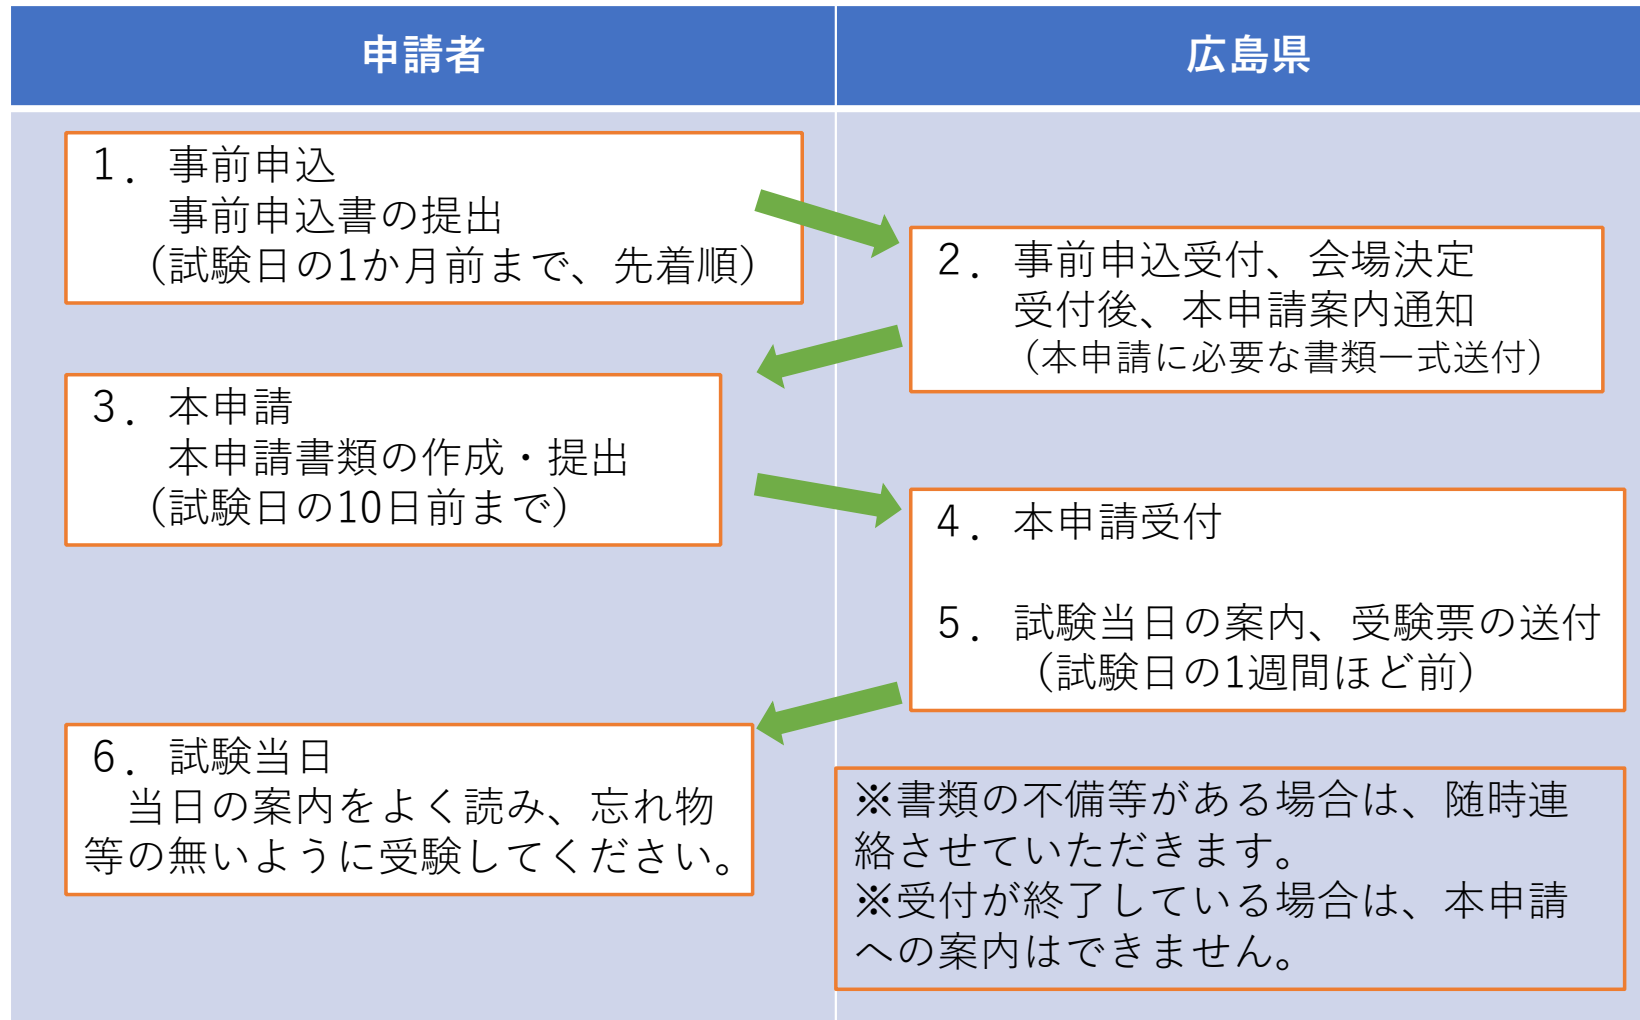 申請者
広島県
１．事前申込
事前申込書の提出
（試験日の1か月前まで、先着順）
２．事前申込受付、会場決定
受付後、本申請案内通知
（本申請に必要な書類一式送付）
３．本申請
本申請書類の作成・提出
（試験日の10日前まで）
４．本申請受付
５．試験当日の案内、受験票の送付
（試験日の1週間ほど前）
６．試験当日
当日の案内をよく読み、忘れ物
等の無いように受験してください。
※書類の不備等がある場合は、随時連
絡させていただきます。
※受付が終了している場合は、本申請
への案内はできません。